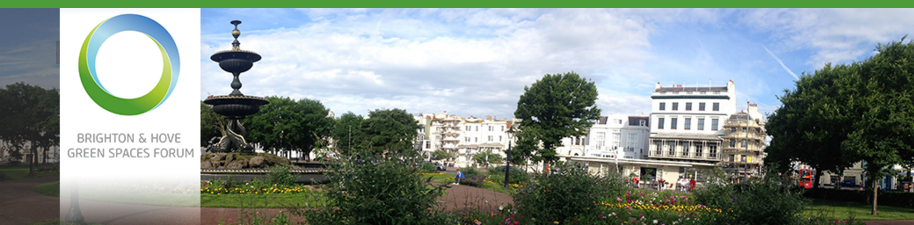 BRIGHTON & HOVE
GREEN SPACES FORUM